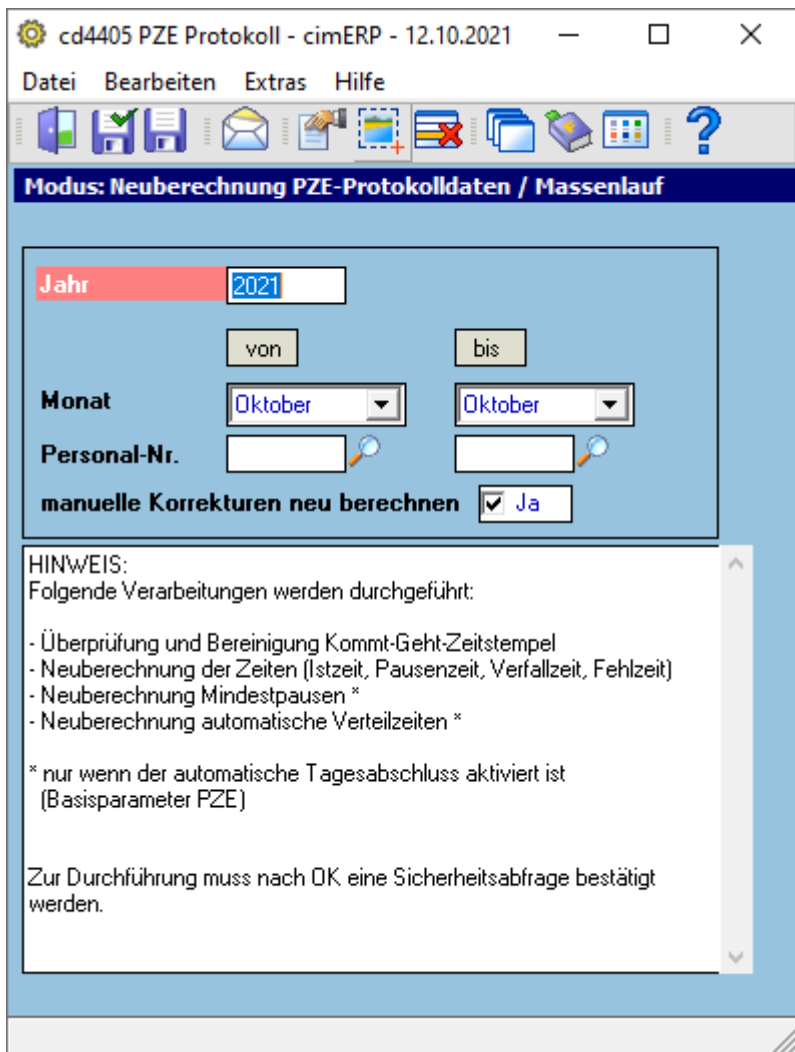 cd4405 PZE Protokoll - cimERP - 12.10.2021
Datei Bearbeiten Extras Hilfe
Modus: Neuberechnung PZE-Protokolldaten / Massenlauf
Jahr 2021
von bis
Monat Oktober Oktober
Personal-Nr.
manuelle Korrekturen neu berechnen Ja
HINWEIS:
Folgende Verarbeitungen werden durchgeführt:
- Überprüfung und Bereinigung Kommt-Geht-Zeitstempel
- Neuberechnung der Zeiten (Istzeit, Pausenzeit, Verfallzeit, Fehlzeit)
- Neuberechnung Mindestpausen *
- Neuberechnung automatische Verteilzeiten *
* nur wenn der automatische Tagesabschluss aktiviert ist
(Basisparameter PZE)
Zur Durchführung muss nach OK eine Sicherheitsabfrage bestätigt
werden.